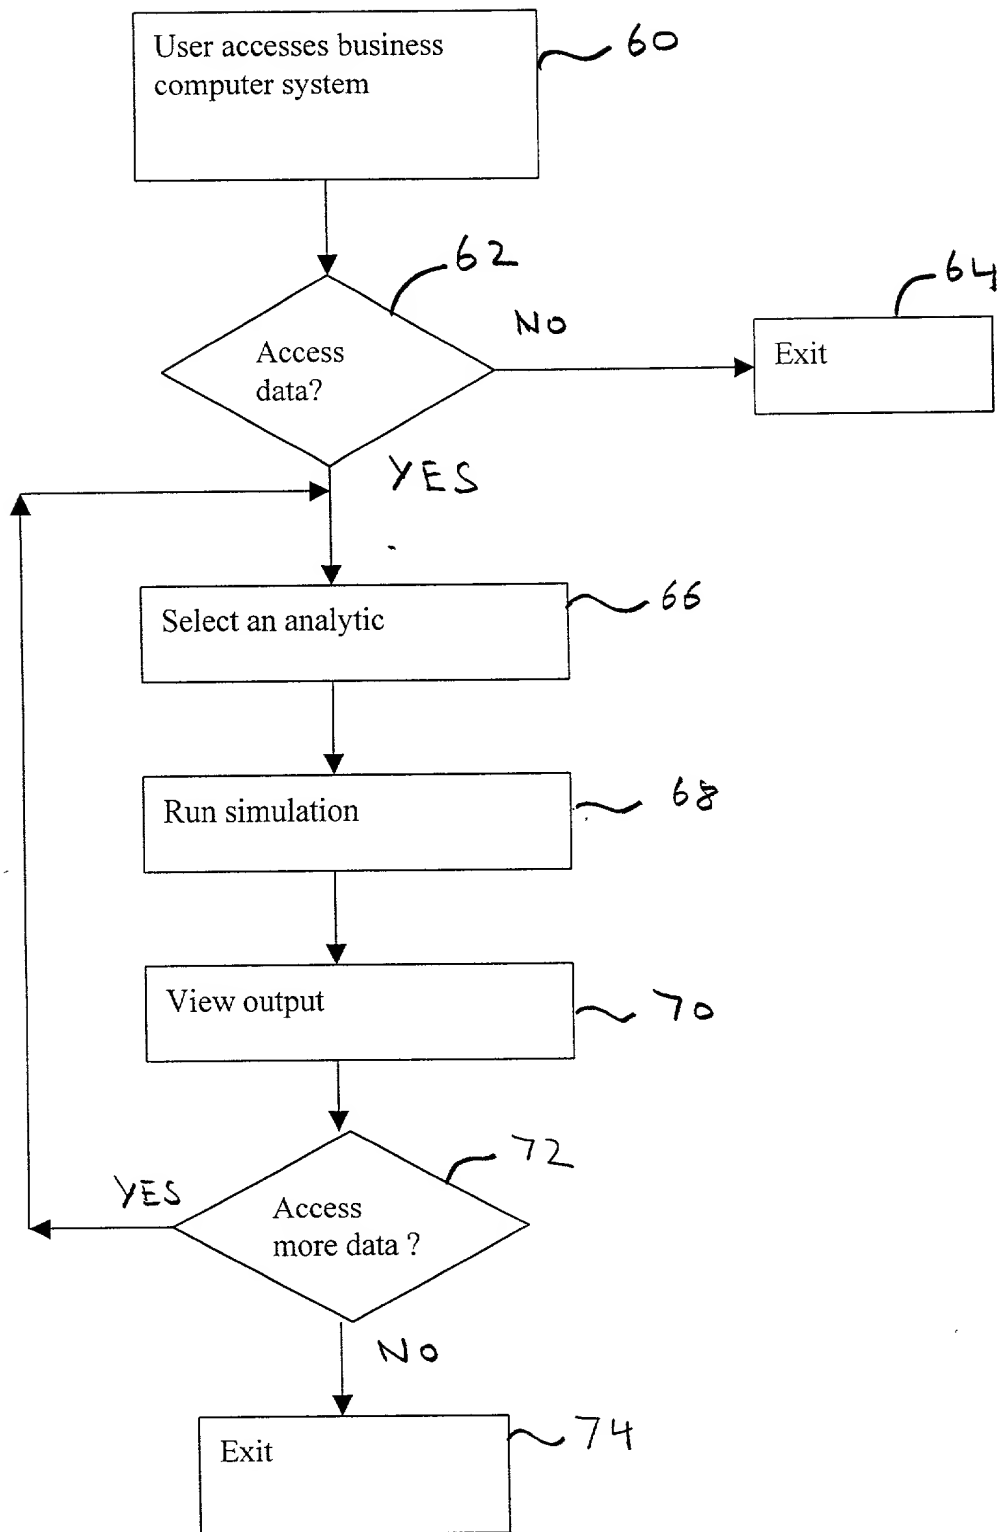 User accesses business
computer system
60
62
Access
data?
NO
64
Exit
YES
Select an analytic
66
Run simulation
68
View output
70
72
Access
more data ?
YES
NO
Exit
74